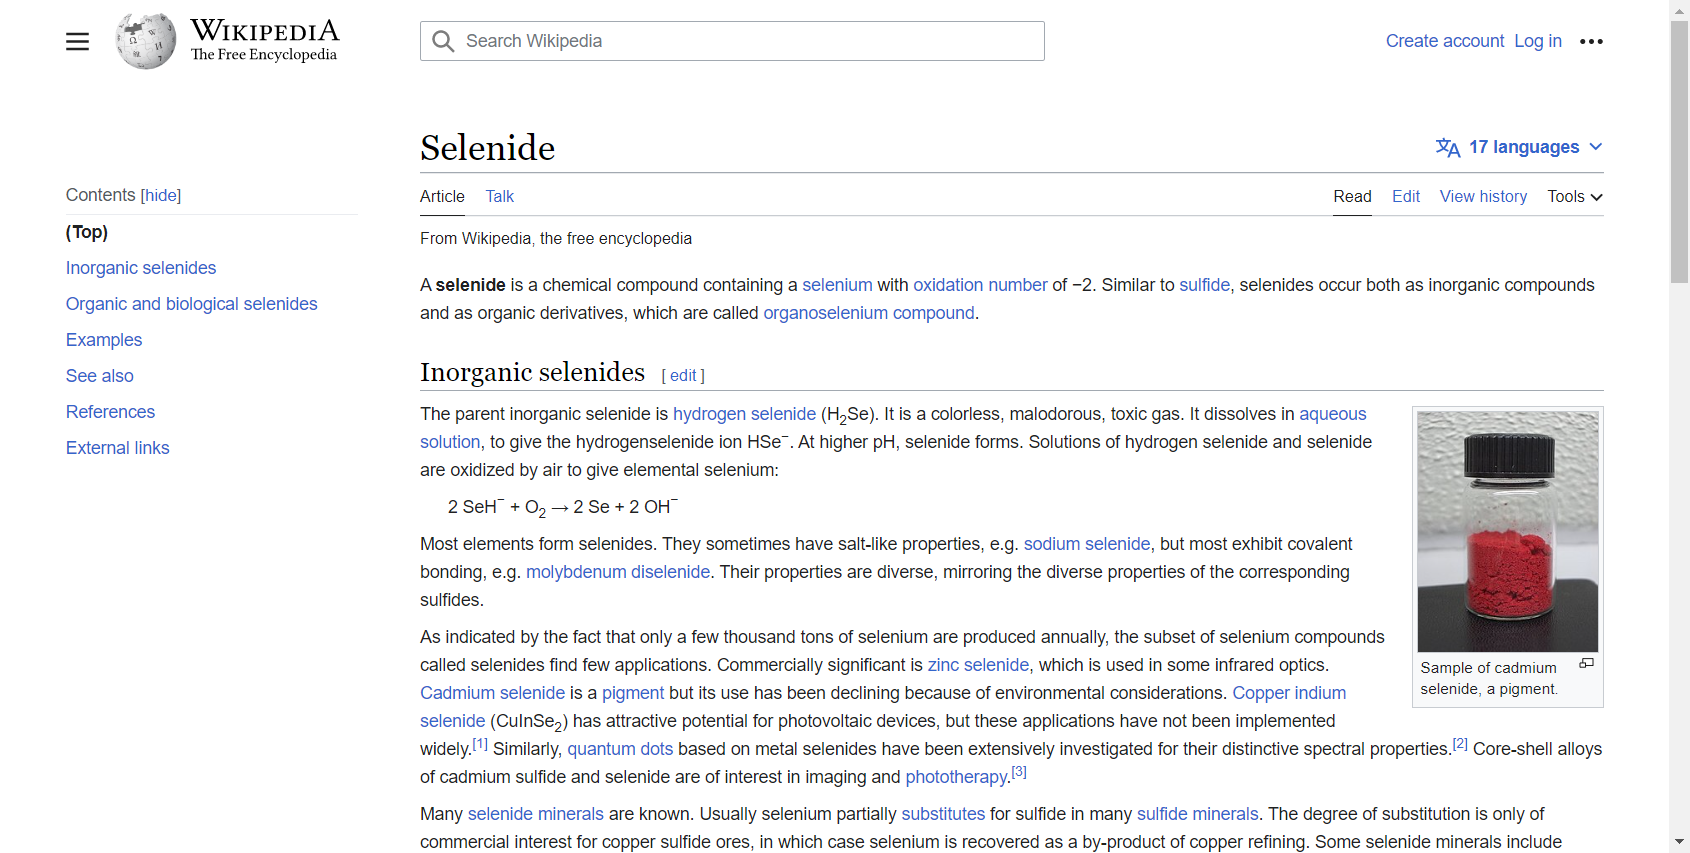 WIKIPEDIA
The Free Encyclopedia
Search Wikipedia
Create account Log in
Selenide
17 languages
Contents [hide]
(Top)
Inorganic selenides
Organic and biological selenides
Examples
See also
References
External links
Article Talk
Read Edit View history Tools
From Wikipedia, the free encyclopedia
A selenide is a chemical compound containing a selenium with oxidation number of −2. Similar to sulfide, selenides occur both as inorganic compounds
and as organic derivatives, which are called organoselenium compound.
Inorganic selenides [ edit ]
The parent inorganic selenide is hydrogen selenide (H2Se). It is a colorless, malodorous, toxic gas. It dissolves in aqueous
solution, to give the hydrogenselenide ion HSe−. At higher pH, selenide forms. Solutions of hydrogen selenide and selenide
are oxidized by air to give elemental selenium:
2 SeH− + O2 → 2 Se + 2 OH−
Most elements form selenides. They sometimes have salt-like properties, e.g. sodium selenide, but most exhibit covalent
bonding, e.g. molybdenum diselenide. Their properties are diverse, mirroring the diverse properties of the corresponding
sulfides.
As indicated by the fact that only a few thousand tons of selenium are produced annually, the subset of selenium compounds
called selenides find few applications. Commercially significant is zinc selenide, which is used in some infrared optics.
Cadmium selenide is a pigment but its use has been declining because of environmental considerations. Copper indium
selenide (CuInSe2) has attractive potential for photovoltaic devices, but these applications have not been implemented
widely.[1] Similarly, quantum dots based on metal selenides have been extensively investigated for their distinctive spectral properties.[2] Core-shell alloys
of cadmium sulfide and selenide are of interest in imaging and phototherapy.[3]
Sample of cadmium
selenide, a pigment.
Many selenide minerals are known. Usually selenium partially substitutes for sulfide in many sulfide minerals. The degree of substitution is only of
commercial interest for copper sulfide ores, in which case selenium is recovered as a by-product of copper refining. Some selenide minerals include